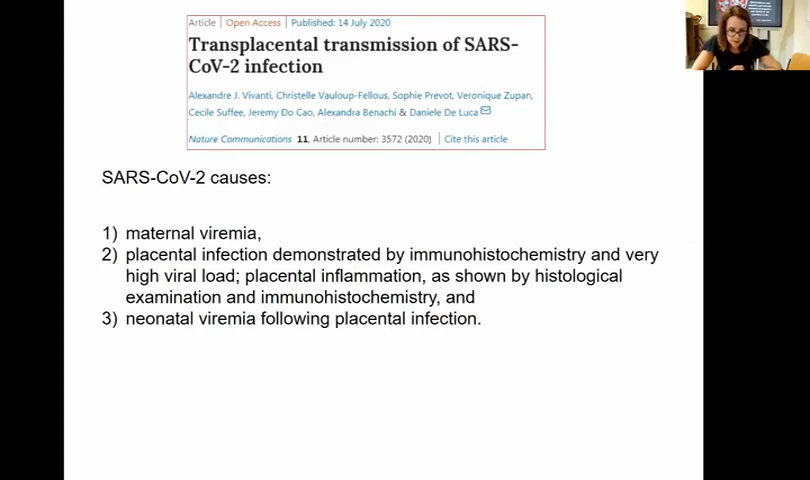 Article | Open Access | Published: 14 July 2020
Transplacental transmission of SARS-
CoV-2 infection
Alexandre J. Vivanti, Christelle Vauloup-Fellous, Sophie Prevot, Veronique Zupan,
Cecile Suffee, Jeremy Do Cao, Alexandra Benachi & Daniele De Luca
Nature Communications 11, Article number: 3572 (2020) | Cite this article
SARS-CoV-2 causes:
1) maternal viremia,
2) placental infection demonstrated by immunohistochemistry and very
high viral load; placental inflammation, as shown by histological
examination and immunohistochemistry, and
3) neonatal viremia following placental infection.